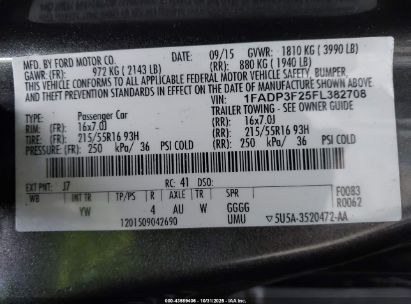 MFD. BY FORD MOTOR CO.
09/15 GVWR: 1810 KG ( 3990 LB)
GAWR: (FR): 972 KG ( 2143 LB) (RR): 880 KG ( 1940 LB)
THIS VEHICLE CONFORMS TO ALL APPLICABLE FEDERAL MOTOR VEHICLE SAFETY, BUMPER,
AND THEFT PREVENTION STANDARDS IN EFFECT ON THE DATE OF MANUFACTURE SHOWN ABOVE.
VIN: 1FADP3F25FL382708
TYPE: Passenger Car TRAILER TOWING - SEE OWNER GUIDE
RIM: (FR) 16x7.0J (RR): 16x7.0J
TIRE: (FR) 215/55R16 93H (RR): 215/55R16 93H
PRESSURE: (FR) 250 kPa/ 36 PSI COLD (RR): 250 kPa/ 36 PSI COLD
EXT PNT: J7 RC: 41 DSO: F0083
INT TR TP/PS R AXLE TR SPR R0062
YW 4 AU W GGGG
1201509042690 UMU ▽5U5A-3520472-AA